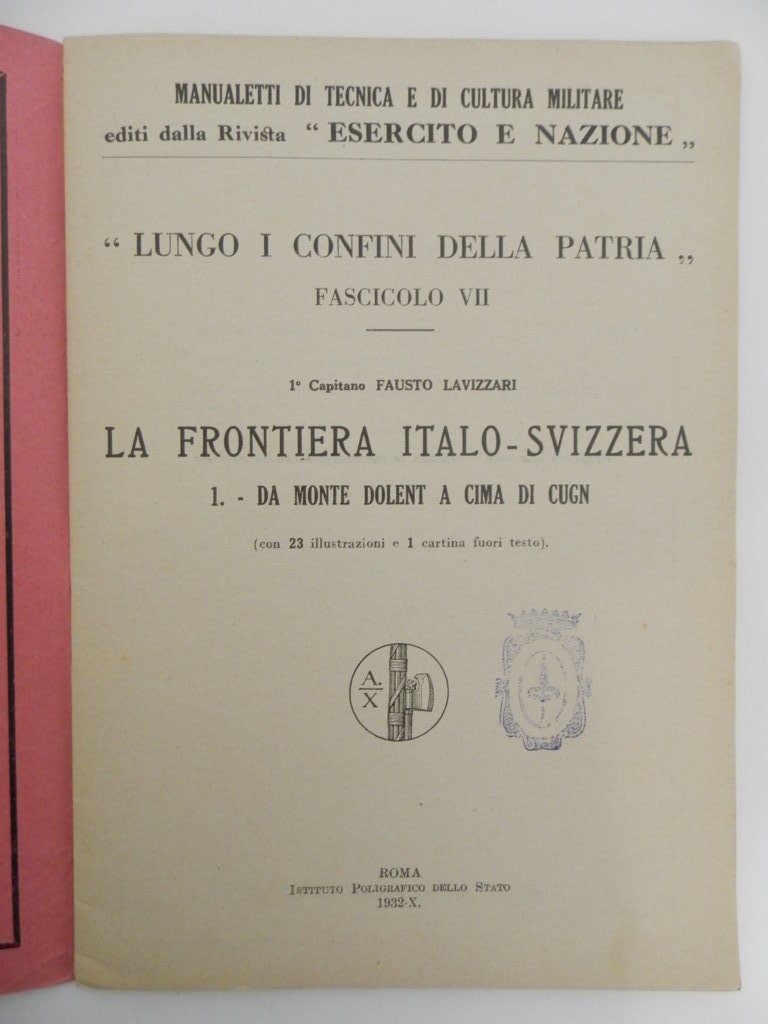 MANUALETTI DI TECNICA E DI CULTURA MILITARE
editi dalla Rivista “ ESERCITO E NAZIONE „
“ LUNGO I CONFINI DELLA PATRIA „
FASCICOLO VII
1º Capitano FAUSTO LAVIZZARI
LA FRONTIERA ITALO-SVIZZERA
1. - DA MONTE DOLENT A CIMA DI CUGN
(con 23 illustrazioni e 1 cartina fuori testo).
A.
X
ROMA
ISTITUTO POLIGRAFICO DELLO STATO
1932-X.